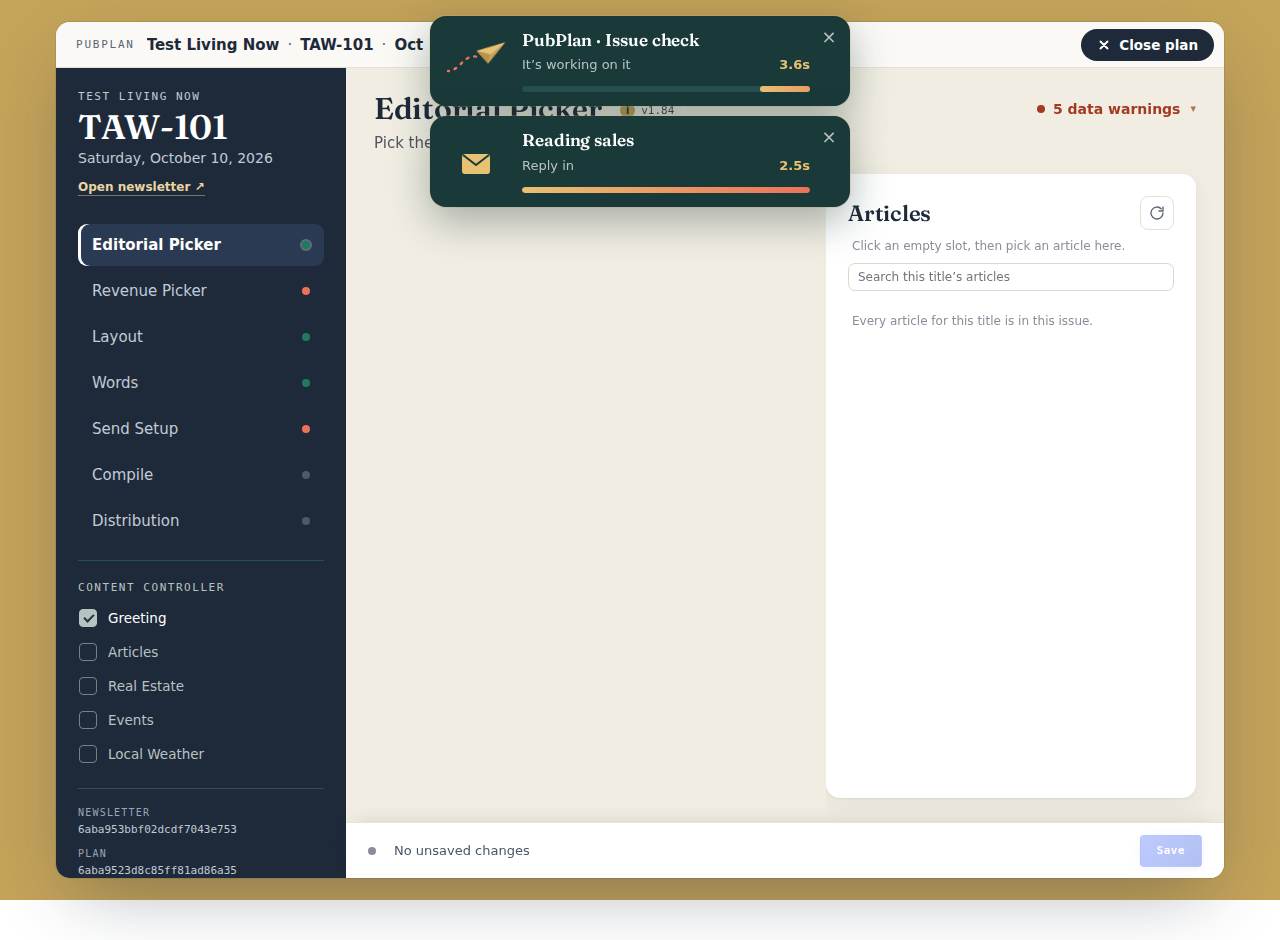 PUBPLAN Test Living Now · TAW-101 · Oct
PubPlan · Issue check
It's working on it 3.6s
Reading sales
Reply in 2.5s
Close plan
TEST LIVING NOW
TAW-101
Saturday, October 10, 2026
Open newsletter ↗
Editorial Picker
Revenue Picker
Layout
Words
Send Setup
Compile
Distribution
CONTENT CONTROLLER
Greeting
Articles
Real Estate
Events
Local Weather
NEWSLETTER
6aba953bbf02dcdf7043e753
PLAN
6aba9523d8c85ff81ad86a35
Editorial Picker v1.84
Pick the
5 data warnings
Articles
Click an empty slot, then pick an article here.
Search this title's articles
Every article for this title is in this issue.
No unsaved changes
Save